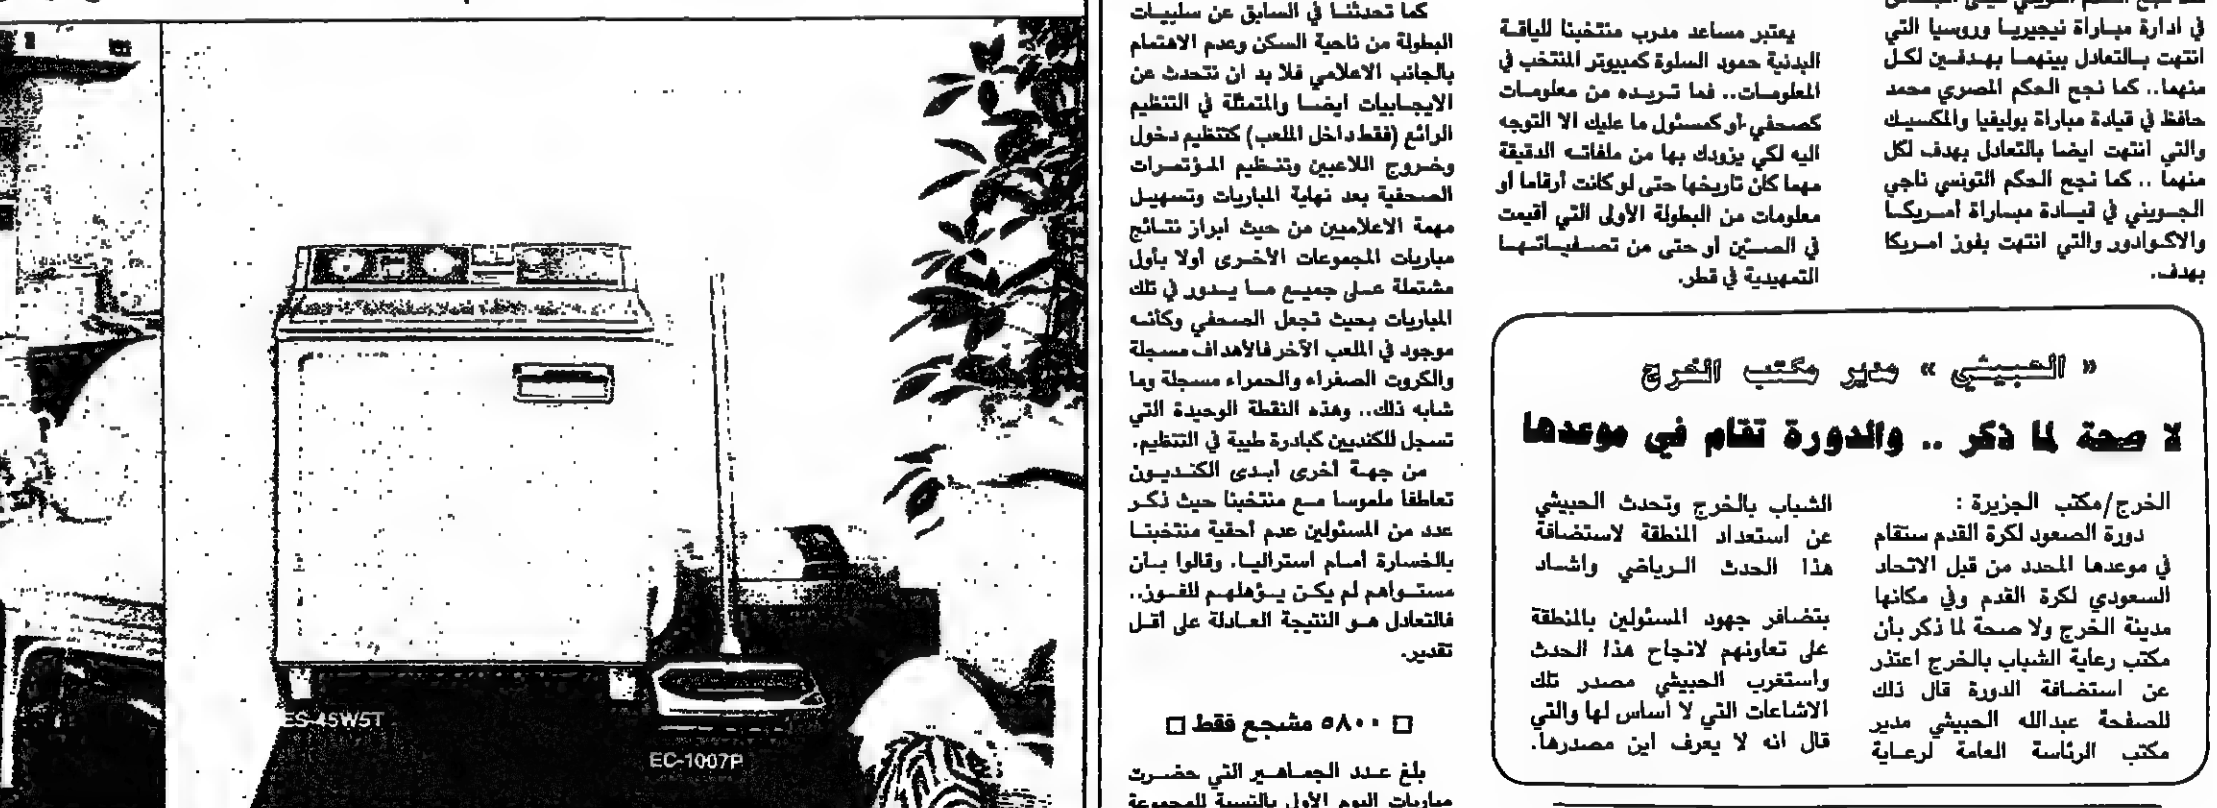 في ادارة مباراة نيجيريا وروسيا التي
انتهت بالتعادل بينهما بهدفين لكل
منهما.. كما نجح الحكم المصري محمد
حافظ في قيادة مباراة بوليفيا والمكسيك
والتي انتهت ايضا بالتعادل بهدف لكل
منهما .. كما نجح الحكم التونسي ناجي
الجويني في قيادة مباراة أمريكا
والاكوادور والتي انتهت بفوز امريكا
بهدف.
يعتبر مساعد مدرب منتخبنا للياقة
البدنية حمود السلوة كمبيوتر المنتخب في
المعلومات.. فما تريده من معلومات
كصحفي أو كمسئول ما عليك الا التوجه
اليه لكي يزودك بها من ملفاته الدقيقة
مهما كان تاريخها حتى لو كانت أرقاما أو
معلومات من البطولة الأولى التي أقيمت
في الصين أو حتى من تصفياتها
التمهيدية في قطر.
كما تحدثنا في السابق عن سلبيات
البطولة من ناحية السكن وعدم الاهتمام
بالجانب الاعلامي فلا بد ان نتحدث عن
الايجابيات ايضا والمتمثلة في التنظيم
الرائع (فقط داخل الملعب) كتنظيم دخول
وخروج اللاعبين وتنظيم المؤتمرات
الصحفية بعد نهاية المباريات وتسهيل
مهمة الاعلاميين من حيث ابراز نتائج
مباريات المجموعات الأخرى أولا بأول
مشتملة على جميع ما يدور في تلك
المباريات بحيث تجعل الصحفي وكأنه
موجود في الملعب الآخر فالأهداف مسجلة
والكروت الصفراء والحمراء مسجلة وما
شابه ذلك.. وهذه النقطة الوحيدة التي
تسجل للكنديين كبادرة طيبة في التنظيم.
من جهة أخرى أبدى الكنديون
تعاطفا ملموسا مع منتخبنا حيث ذكر
عدد من المسئولين عدم أحقية منتخبنا
بالخسارة أمام استراليا. وقالوا بأن
مستواهم لم يكن يؤهلهم للفوز..
فالتعادل هو النتيجة العادلة على أقل
تقدير.
□ ٥٨٠٠ مشجع فقط □
بلغ عدد الجماهير التي حضرت
مباريات اليوم الأول بالنسبة للمجموعة
« الحبيشي » مدير مكتب الخرج
لا صحة لما ذكر .. والدورة تقام في موعدها
الخرج/مكتب الجزيرة :
دورة الصعود لكرة القدم ستقام
في موعدها المحدد من قبل الاتحاد
السعودي لكرة القدم وفي مكانها
مدينة الخرج ولا صحة لما ذكر بأن
مكتب رعاية الشباب بالخرج اعتذر
عن استضافة الدورة قال ذلك
للصفحة عبدالله الحبيشي مدير
مكتب الرئاسة العامة لرعاية
الشباب بالخرج وتحدث الحبيشي
عن استعداد المنطقة لاستضافة
هذا الحدث الرياضي واشاد
بتضافر جهود المسئولين بالمنطقة
على تعاونهم لانجاح هذا الحدث
واستغرب الحبيشي مصدر تلك
الاشاعات التي لا أساس لها والتي
قال انه لا يعرف اين مصدرها.
ES-45W5T
EC-1007P